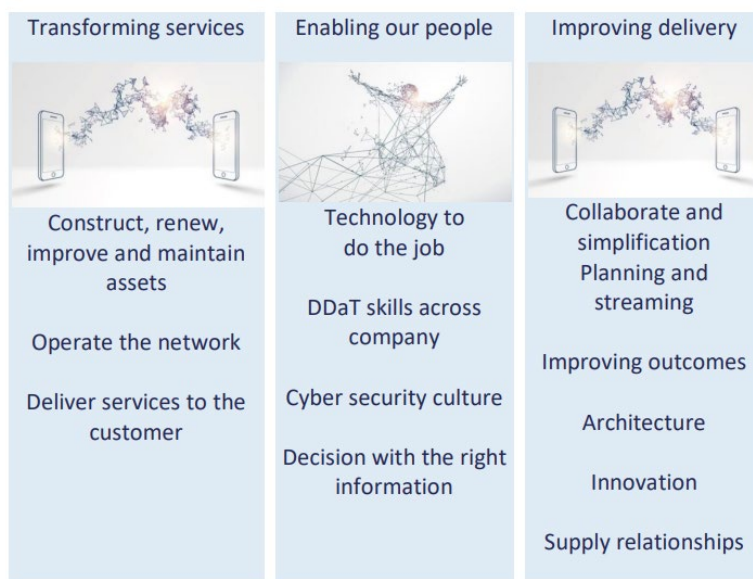 Transforming services
Construct, renew,
improve and maintain
assets
Operate the network
Deliver services to the
customer
Enabling our people
Technology to
do the job
DDaT skills across
company
Cyber security culture
Decision with the right
information
Improving delivery
Collaborate and
simplification
Planning and
streaming
Improving outcomes
Architecture
Innovation
Supply relationships